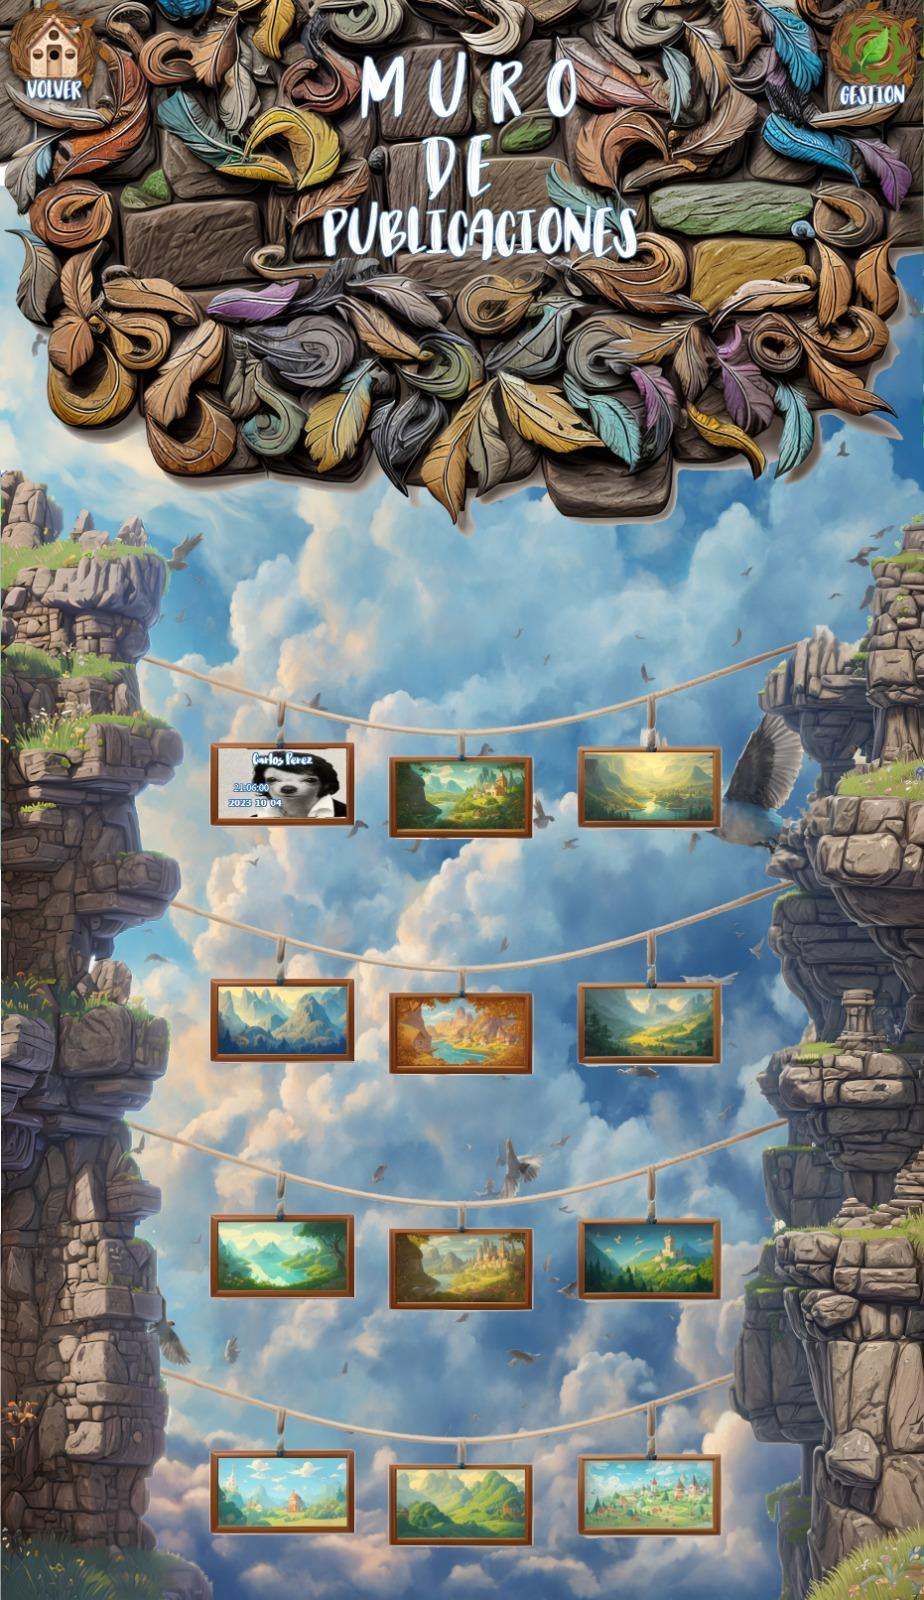 VOLVER
GESTION
MURO
DE
PUBLICACIONES
Carlos Perez
21:06:00
2023-10-04